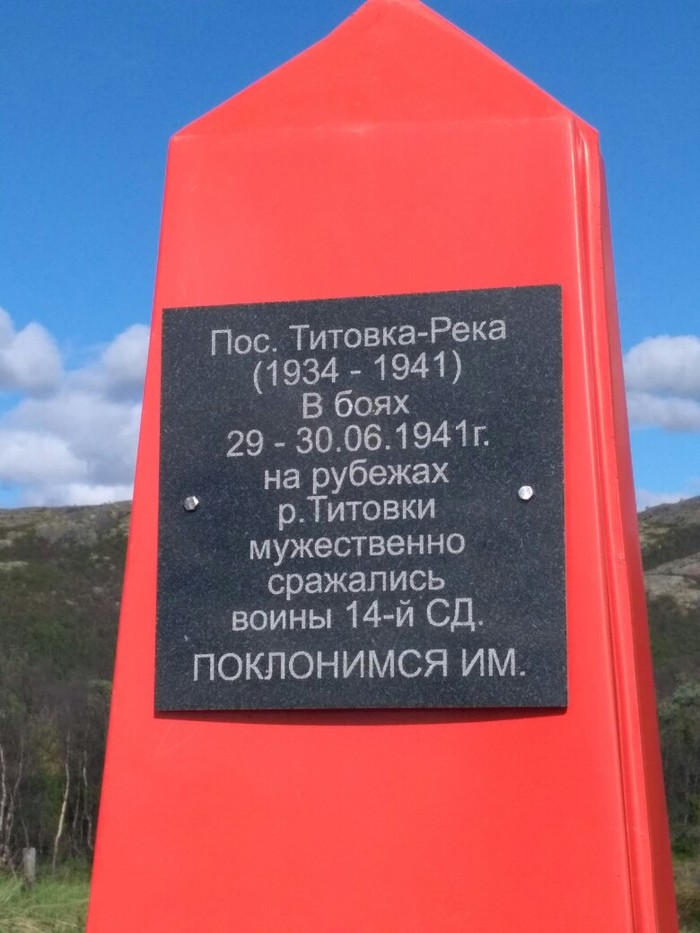 Пос. Титовка-Река
(1934 - 1941)
В боях
29 - 30.06.1941г.
на рубежах
р.Титовки
мужественно
сражались
воины 14-й СД.
ПОКЛОНИМСЯ ИМ.